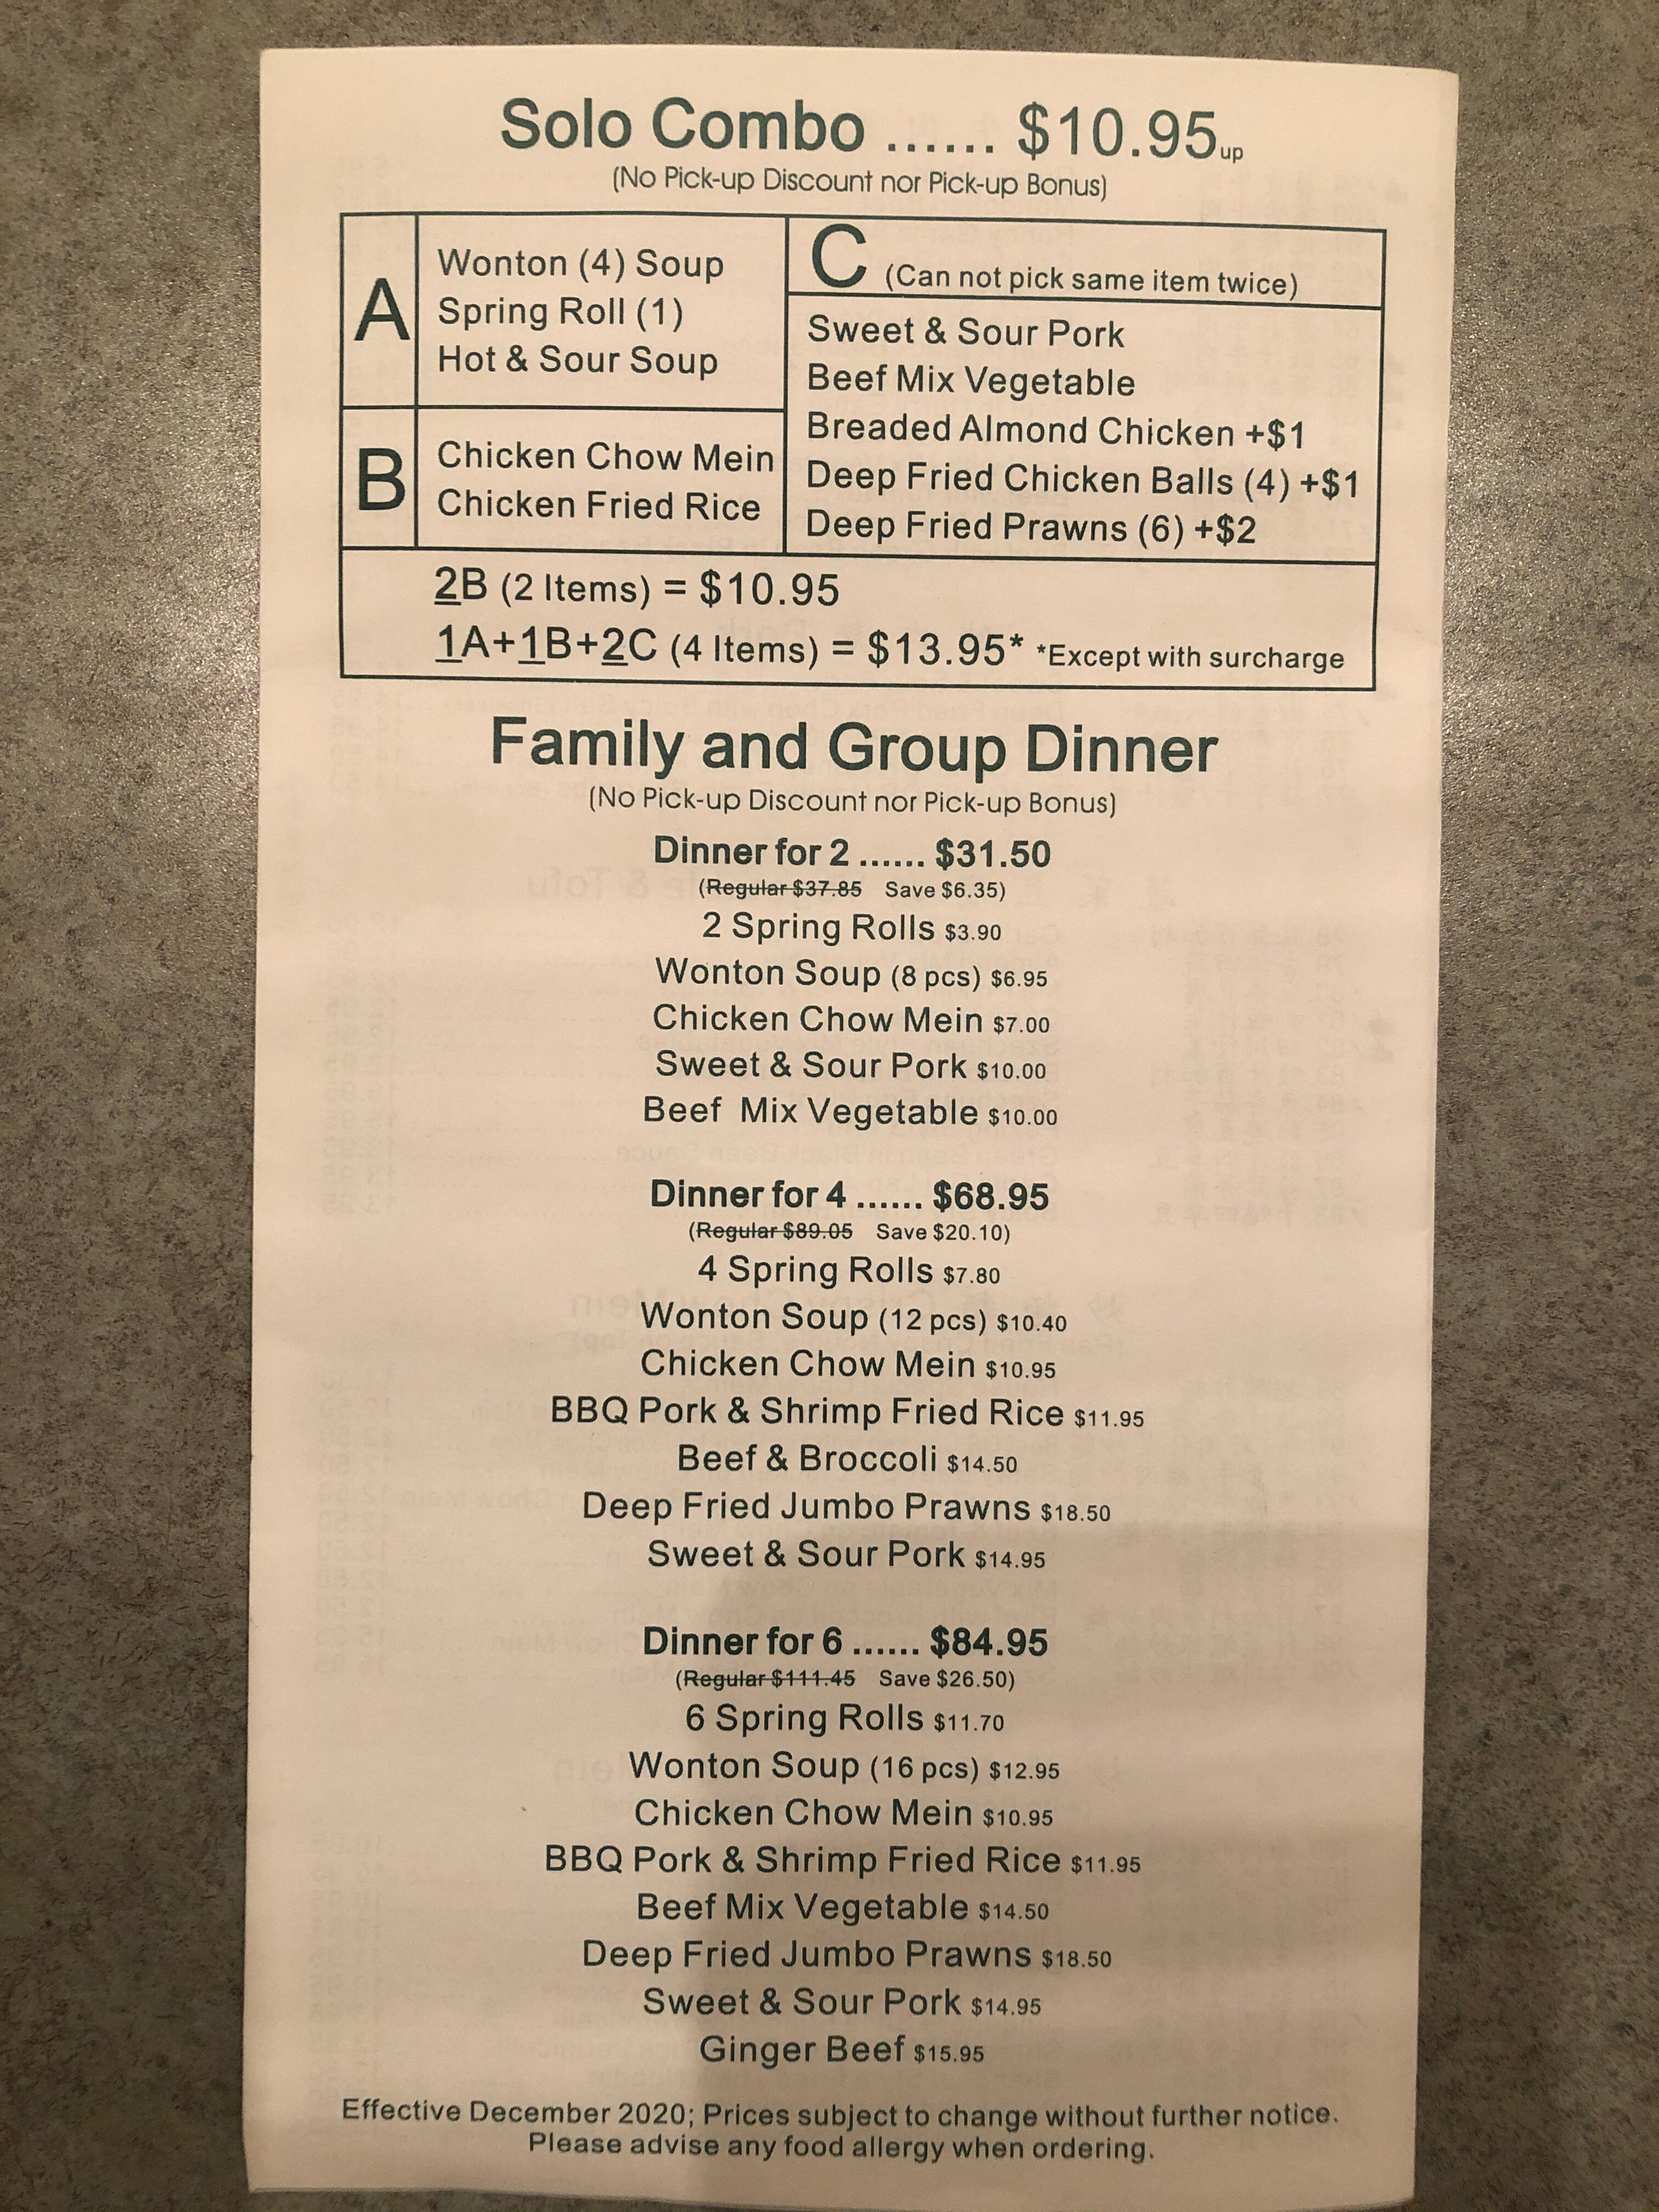 Solo Combo ...... $10.95up
(No Pick-up Discount nor Pick-up Bonus)
A
Wonton (4) Soup
Spring Roll (1)
Hot & Sour Soup
B
Chicken Chow Mein
Chicken Fried Rice
C (Can not pick same item twice)
Sweet & Sour Pork
Beef Mix Vegetable
Breaded Almond Chicken +$1
Deep Fried Chicken Balls (4) +$1
Deep Fried Prawns (6) +$2
2B (2 Items) = $10.95
1A+1B+2C (4 Items) = $13.95* *Except with surcharge
Family and Group Dinner
(No Pick-up Discount nor Pick-up Bonus)
Dinner for 2 ...... $31.50
(Regular $37.85 Save $6.35)
2 Spring Rolls $3.90
Wonton Soup (8 pcs) $6.95
Chicken Chow Mein $7.00
Sweet & Sour Pork $10.00
Beef Mix Vegetable $10.00
Dinner for 4 ...... $68.95
(Regular $89.05 Save $20.10)
4 Spring Rolls $7.80
Wonton Soup (12 pcs) $10.40
Chicken Chow Mein $10.95
BBQ Pork & Shrimp Fried Rice $11.95
Beef & Broccoli $14.50
Deep Fried Jumbo Prawns $18.50
Sweet & Sour Pork $14.95
Dinner for 6 ...... $84.95
(Regular $111.45 Save $26.50)
6 Spring Rolls $11.70
Wonton Soup (16 pcs) $12.95
Chicken Chow Mein $10.95
BBQ Pork & Shrimp Fried Rice $11.95
Beef Mix Vegetable $14.50
Deep Fried Jumbo Prawns $18.50
Sweet & Sour Pork $14.95
Ginger Beef $15.95
Effective December 2020; Prices subject to change without further notice.
Please advise any food allergy when ordering.